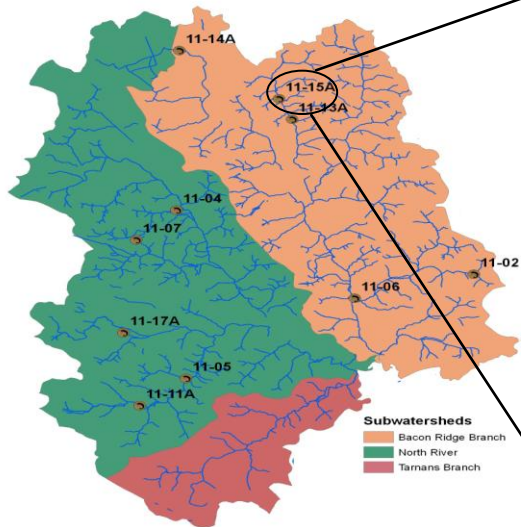 11-14A
11-15A
11-13A
11-04
11-07
11-02
11-06
11-17A
11-05
11-11A
Subwatersheds
Bacon Ridge Branch
North River
Tarnans Branch